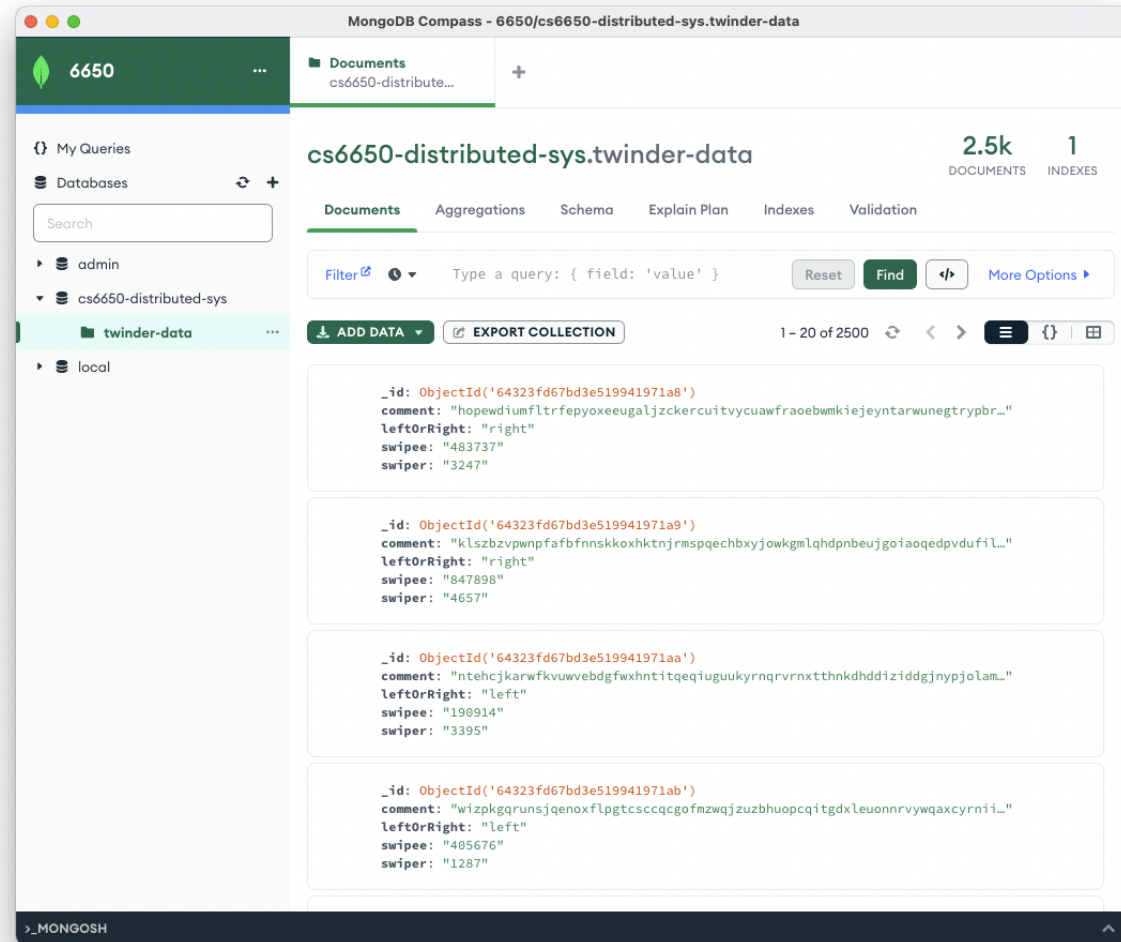 MongoDB Compass - 6650/cs6650-distributed-sys.twinder-data
6650
...
Documents
cs6650-distribute...
+
{} My Queries
Databases
Search
admin
cs6650-distributed-sys
twinder-data ...
local
cs6650-distributed-sys.twinder-data
2.5k
DOCUMENTS
1
INDEXES
Documents Aggregations Schema Explain Plan Indexes Validation
Filter Type a query: { field: 'value' } Reset Find </> More Options
ADD DATA EXPORT COLLECTION 1 – 20 of 2500 {}
_id: ObjectId('64323fd67bd3e519941971a8')
comment: "hopewdiumfltrfepyoxeeugaljzckercuitvycuawfraoebwmkiejeyntarwunegtrypbr…"
leftOrRight: "right"
swipee: "483737"
swiper: "3247"
_id: ObjectId('64323fd67bd3e519941971a9')
comment: "klszbzvpwnpfafbfnnskkoxhktnjrmspqechbxyjowkgmlqhdpnbeujgoiaoqedpvdufil…"
leftOrRight: "right"
swipee: "847898"
swiper: "4657"
_id: ObjectId('64323fd67bd3e519941971aa')
comment: "ntehcjkarwfkvuwvebdgfwxhntitqeqiuguukyrnqrvrnxtthnkdhddiziddgjnypjolam…"
leftOrRight: "left"
swipee: "190914"
swiper: "3395"
_id: ObjectId('64323fd67bd3e519941971ab')
comment: "wizpkgqrunsjqenoxflpgtcsccqcgofmzwqjzuzbhuopcqitgdxleuonnrvywqaxcyrnii…"
leftOrRight: "left"
swipee: "405676"
swiper: "1287"
>_MONGOSH